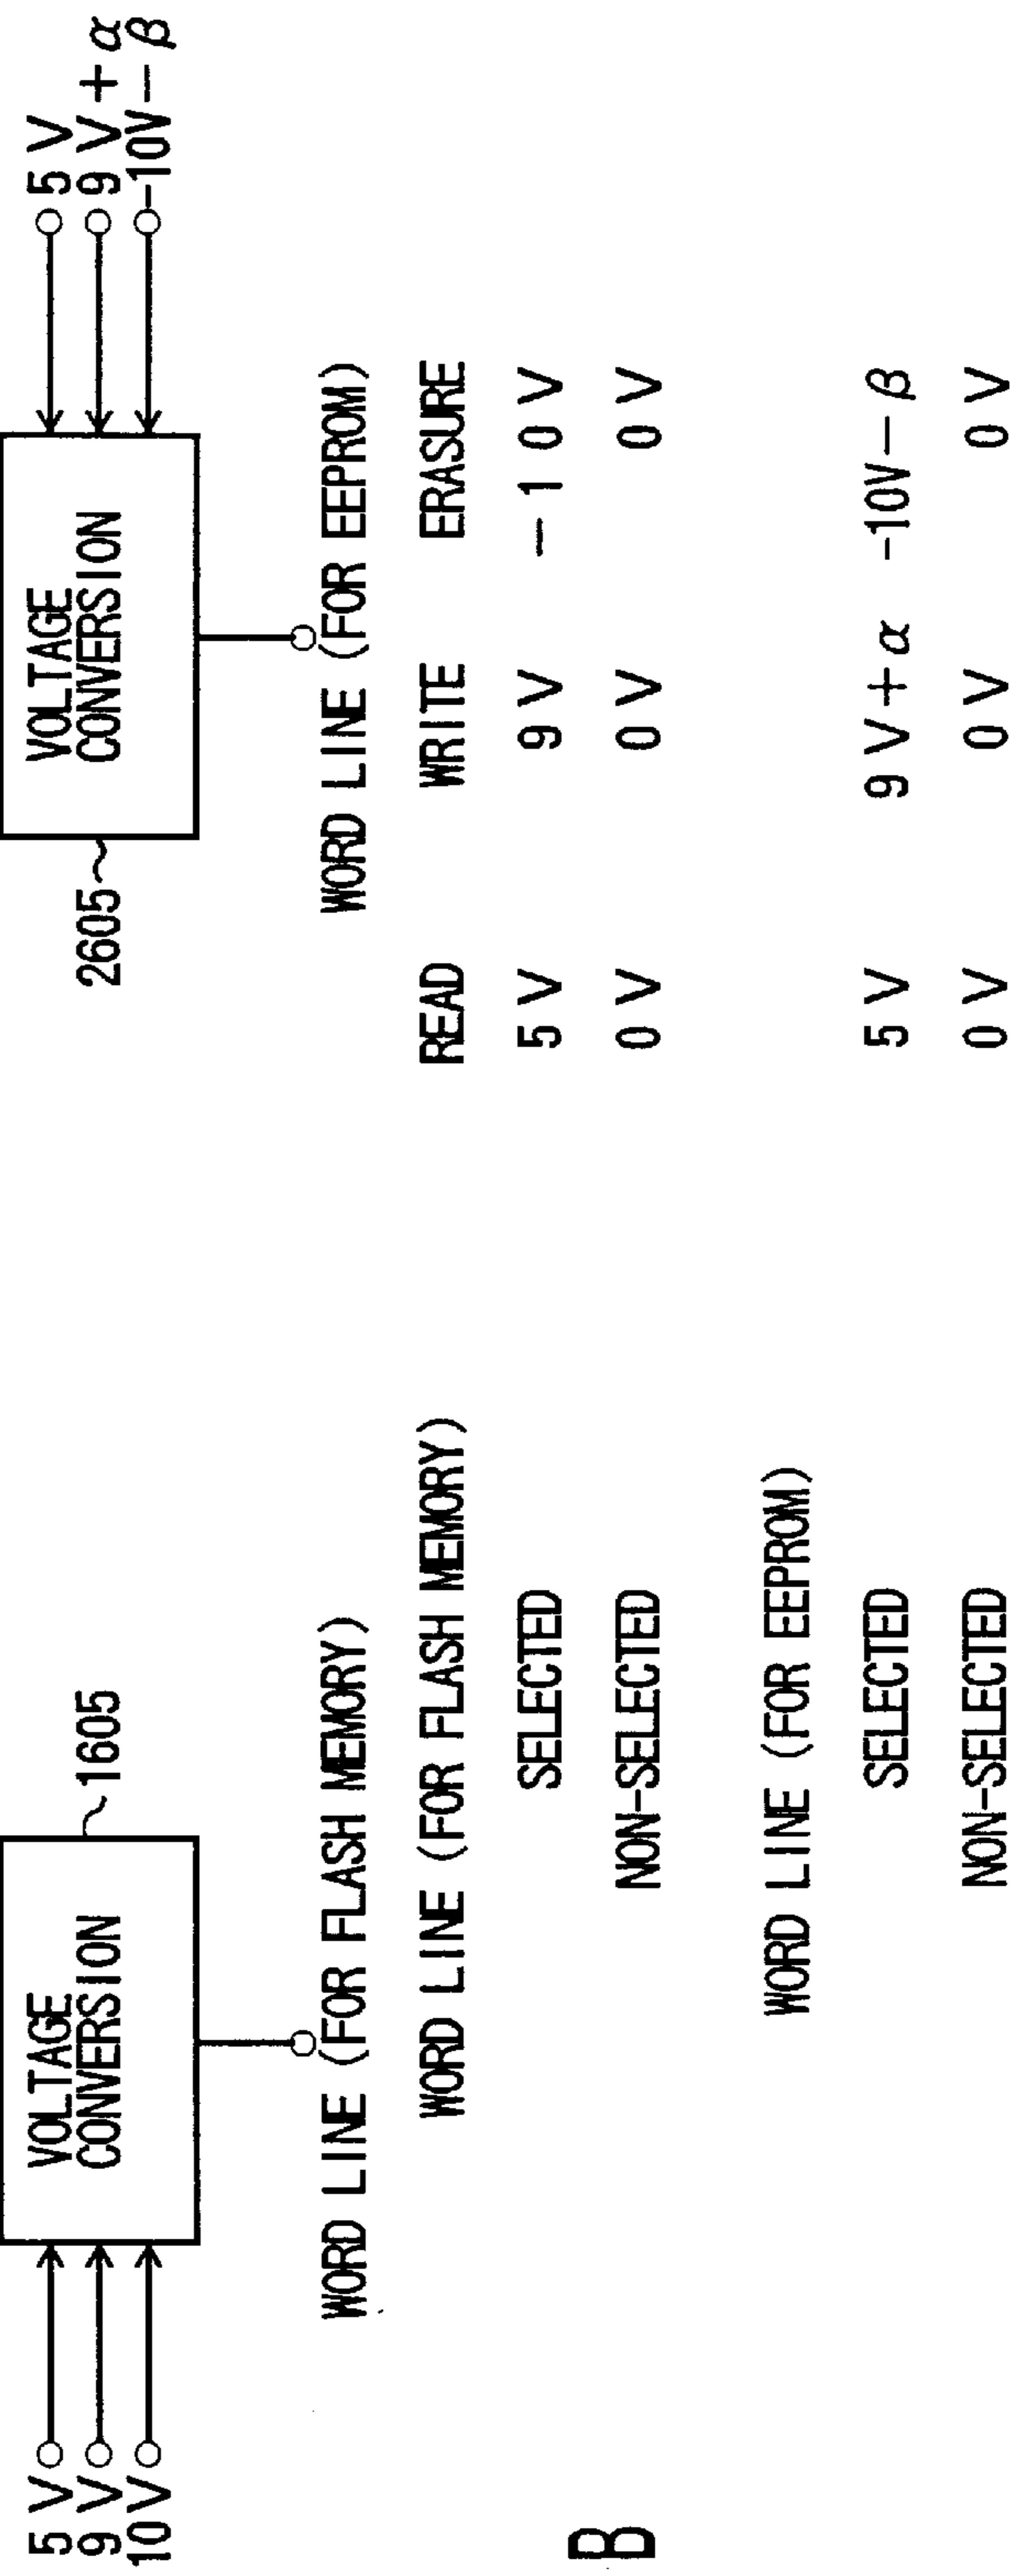 5 V
9 V
10V
VOLTAGE
CONVERSION
1605
WORD LINE (FOR FLASH MEMORY)
2605
VOLTAGE
CONVERSION
5 V
9 V + α
-10V - β
WORD LINE (FOR EEPROM)
B
WORD LINE (FOR FLASH MEMORY) READ WRITE ERASURE
SELECTED 5 V 9 V - 1 0 V
NON-SELECTED 0 V 0 V 0 V
WORD LINE (FOR EEPROM)
SELECTED 5 V 9 V + α -10V - β
NON-SELECTED 0 V 0 V 0 V